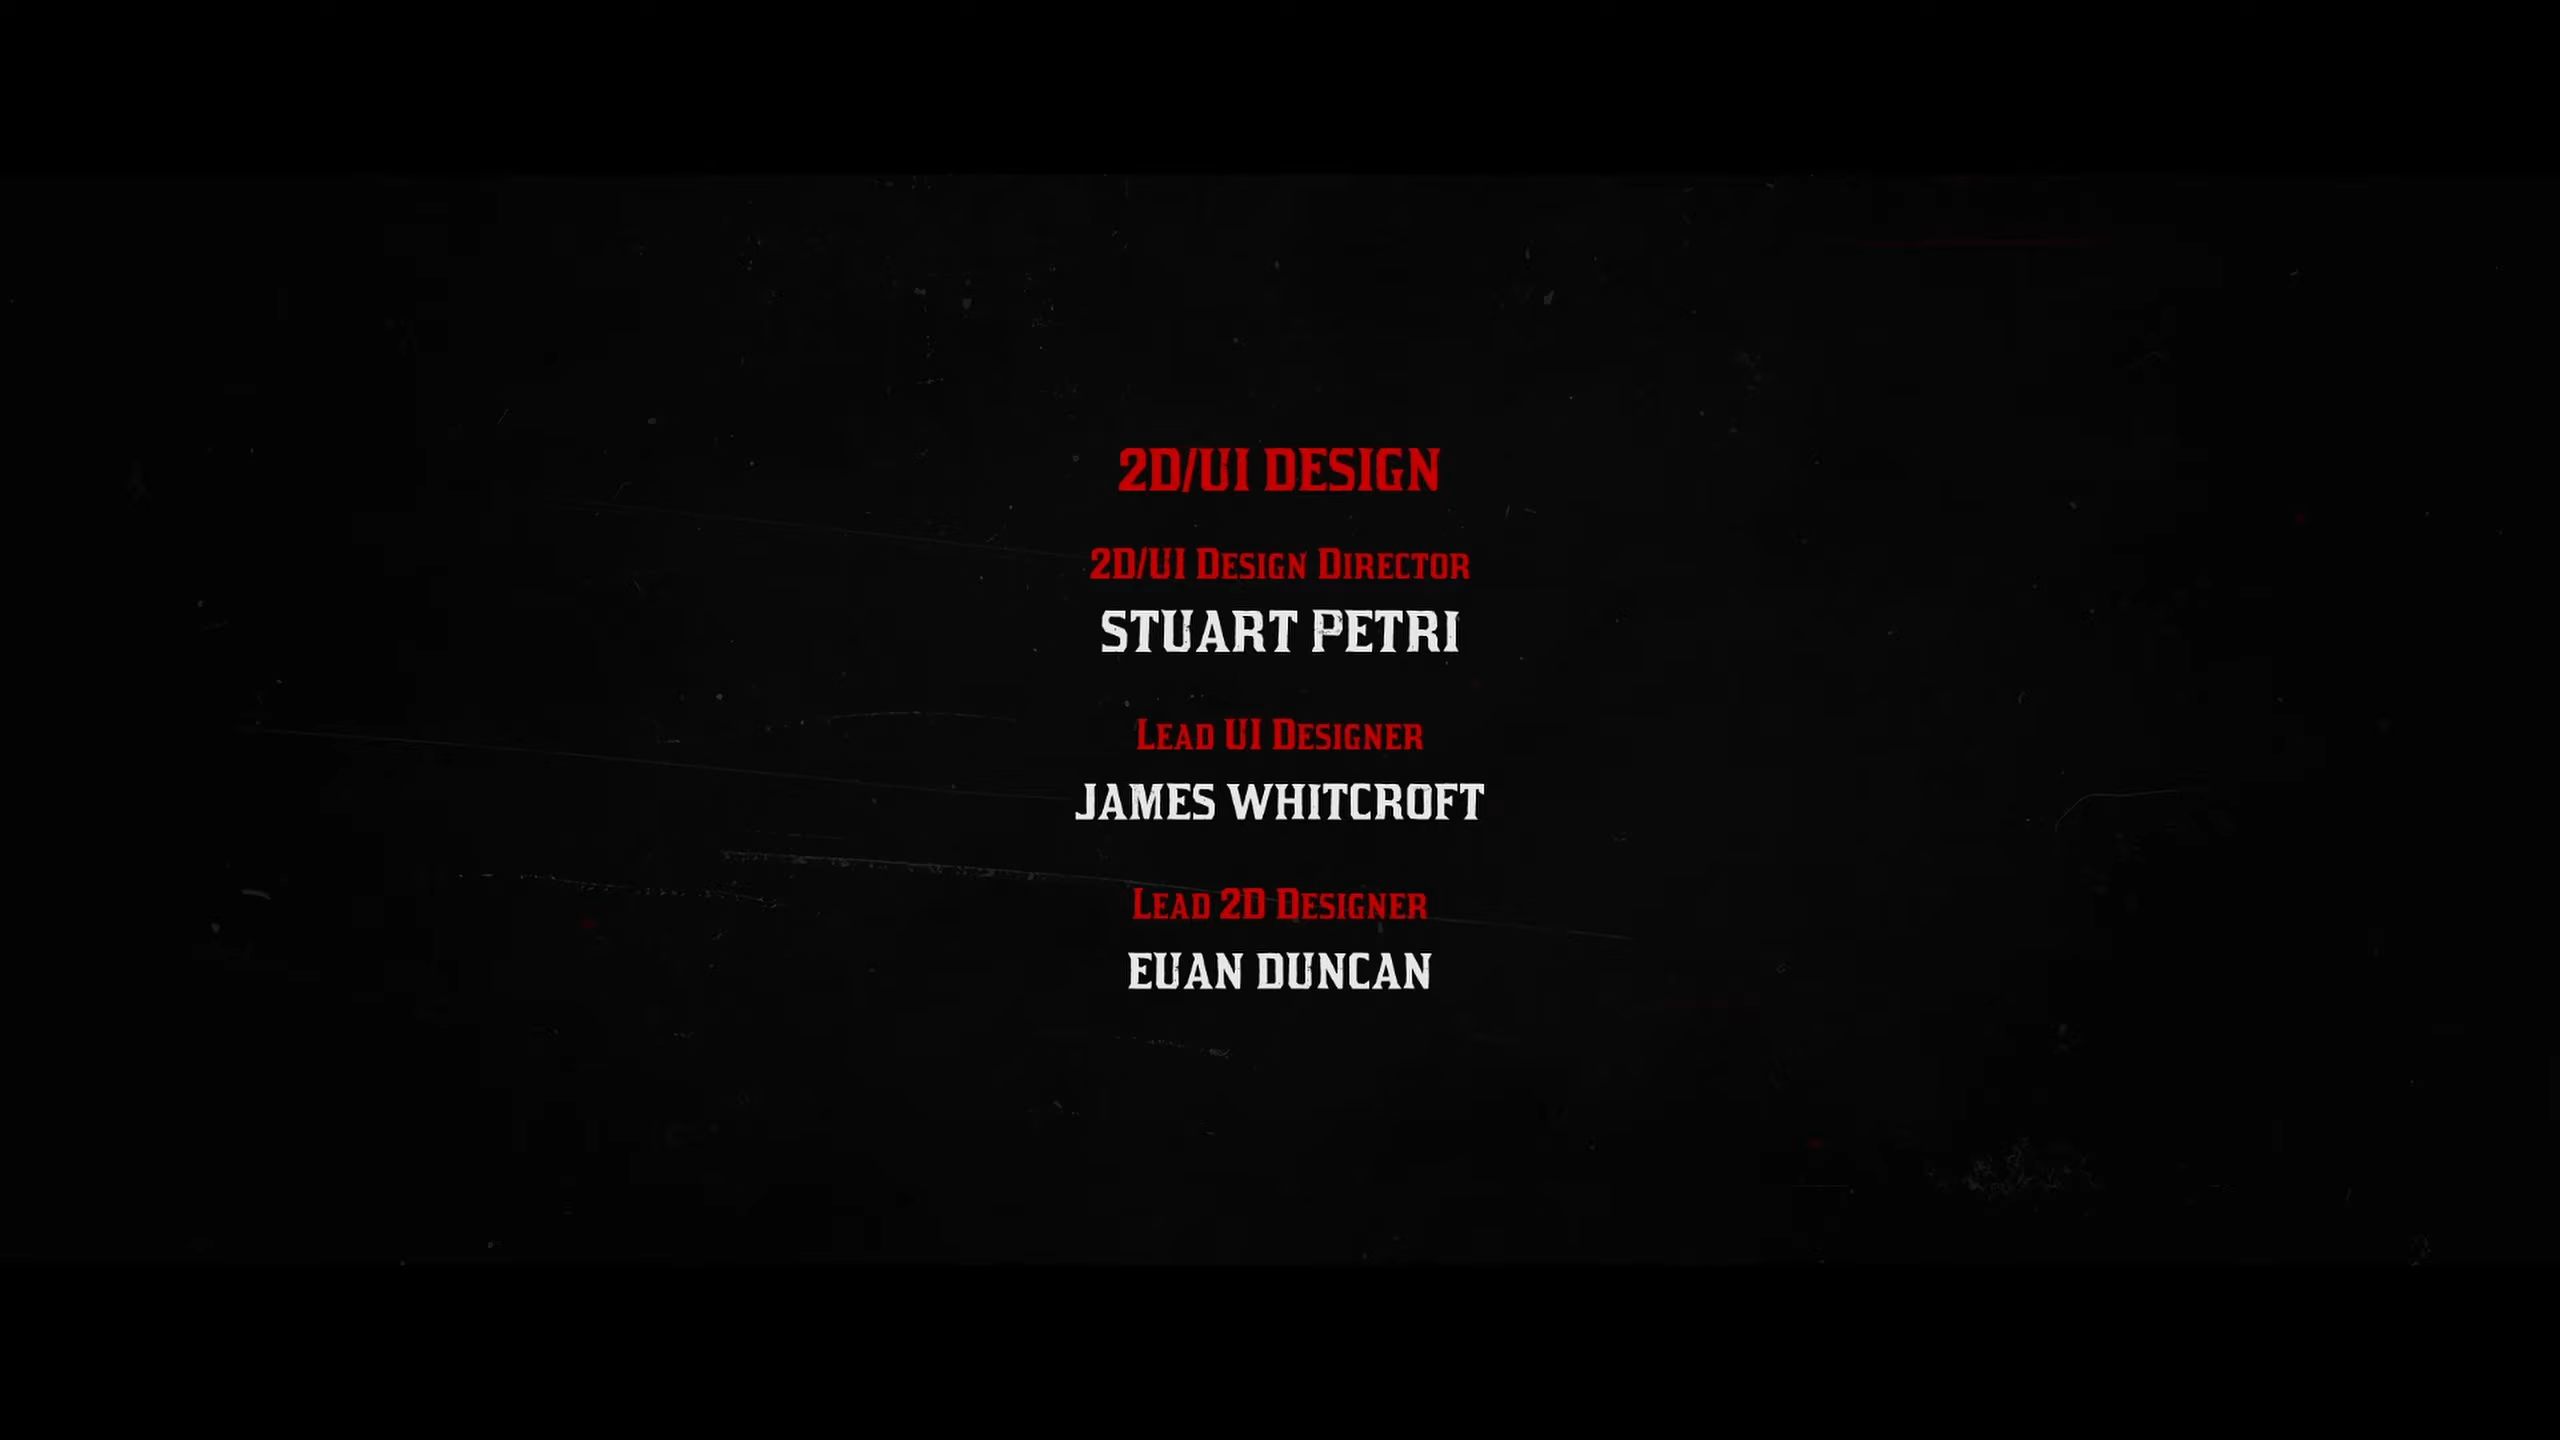 2D/UI DESIGN
2D/UI Design Director
STUART PETRI
Lead UI Designer
JAMES WHITCROFT
Lead 2D Designer
EUAN DUNCAN